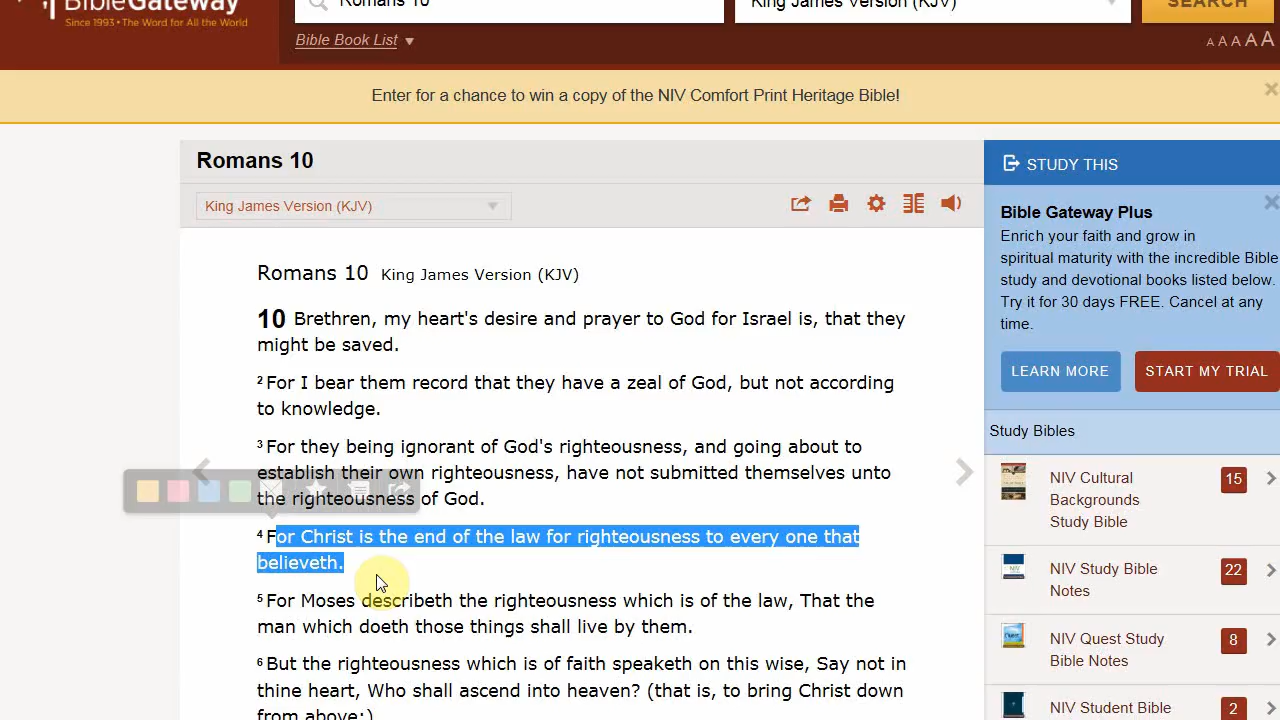 BibleGateway
Since 1993 • The Word for All the World
Romans 10
King James Version (KJV)
SEARCH
Bible Book List
A A A A A
Enter for a chance to win a copy of the NIV Comfort Print Heritage Bible!
Romans 10
King James Version (KJV)
Romans 10 King James Version (KJV)
10 Brethren, my heart's desire and prayer to God for Israel is, that they
might be saved.
2 For I bear them record that they have a zeal of God, but not according
to knowledge.
3 For they being ignorant of God's righteousness, and going about to
establish their own righteousness, have not submitted themselves unto
the righteousness of God.
4 For Christ is the end of the law for righteousness to every one that
believeth.
5 For Moses describeth the righteousness which is of the law, That the
man which doeth those things shall live by them.
6 But the righteousness which is of faith speaketh on this wise, Say not in
thine heart, Who shall ascend into heaven? (that is, to bring Christ down
from above:)
STUDY THIS
Bible Gateway Plus
Enrich your faith and grow in
spiritual maturity with the incredible Bible
study and devotional books listed below.
Try it for 30 days FREE. Cancel at any
time.
LEARN MORE
START MY TRIAL
Study Bibles
NIV Cultural
Backgrounds
Study Bible
15
NIV Study Bible
Notes
22
NIV Quest Study
Bible Notes
8
NIV Student Bible
2